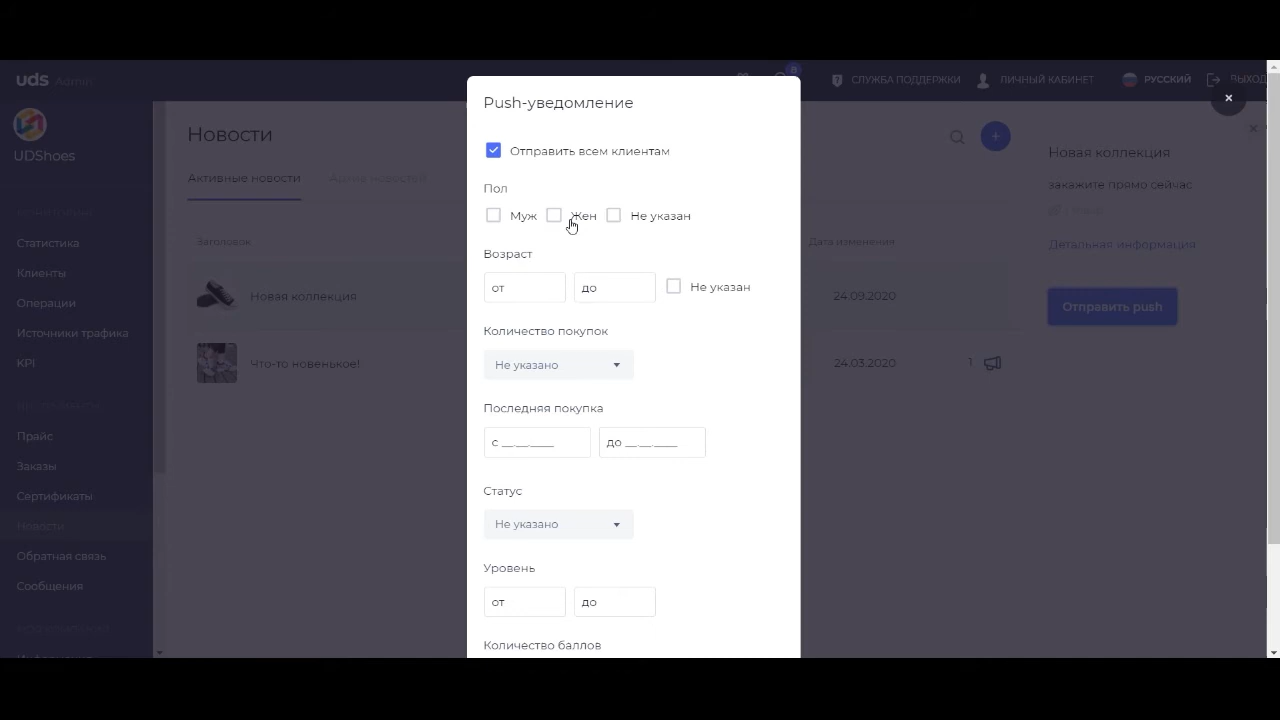 uds Admin
СЛУЖБА ПОДДЕРЖКИ
ЛИЧНЫЙ КАБИНЕТ
РУССКИЙ
ВЫХОД
UDShoes
Статистика
Клиенты
Операции
Источники трафика
KPI
Прайс
Заказы
Сертификаты
Новости
Обратная связь
Сообщения
Новости
Активные новости
Архив новостей
Заголовок
Дата изменения
Новая коллекция
24.09.2020
Что-то новенькое!
24.03.2020
1
Push-уведомление
Отправить всем клиентам
Пол
Муж Жен Не указан
Возраст
от до Не указан
Количество покупок
Не указано
Последняя покупка
с __.__.____ до __.__.____
Статус
Не указано
Уровень
от до
Количество баллов
Новая коллекция
закажите прямо сейчас
Детальная информация
Отправить push